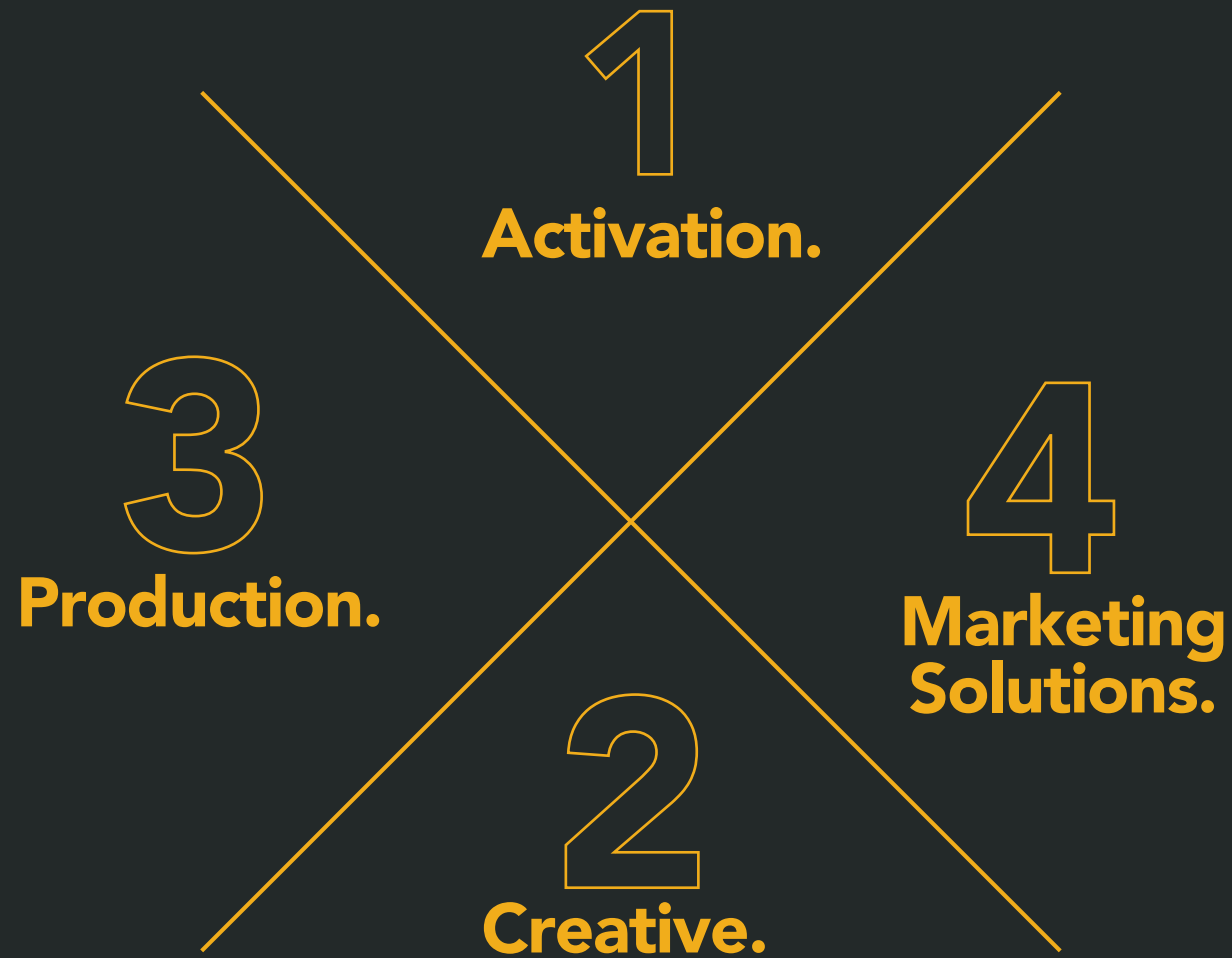 1
Activation.
3
Production.
4
Marketing
Solutions.
2
Creative.